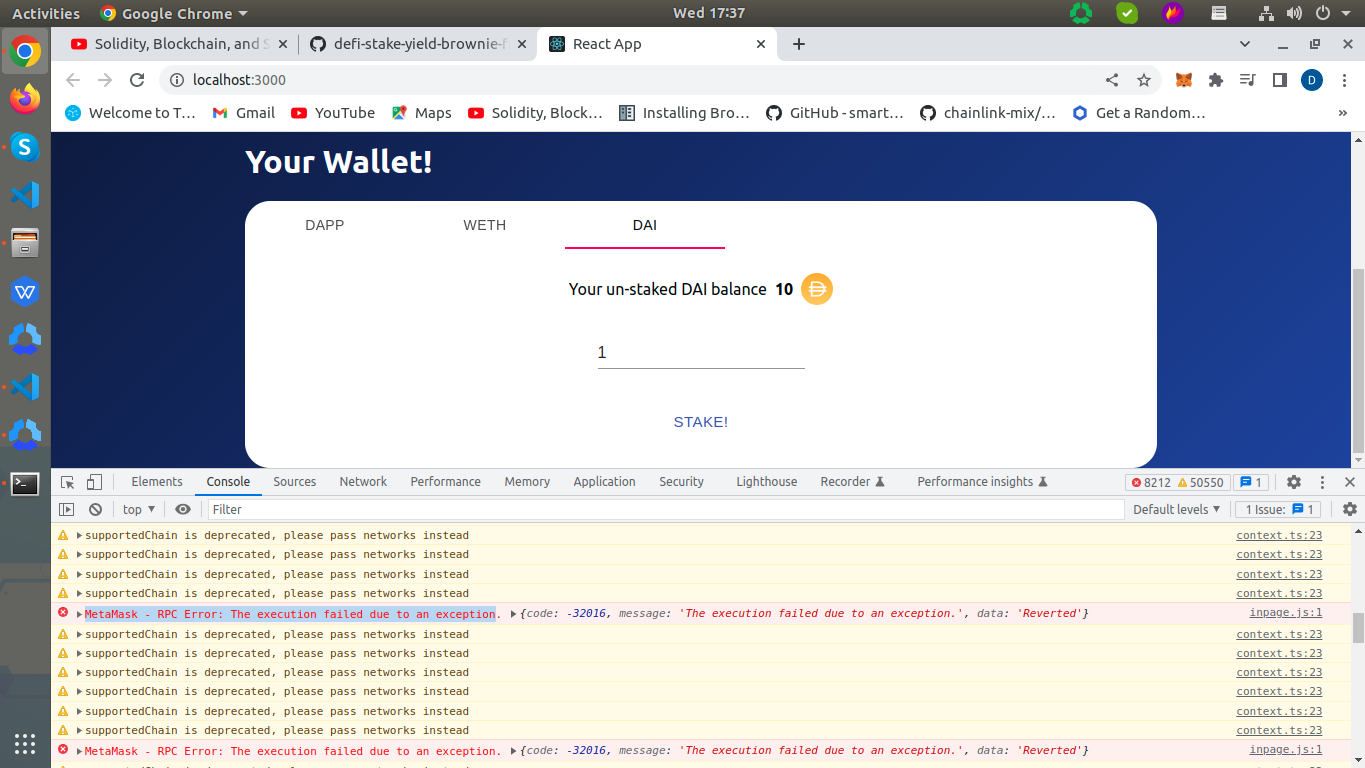 Activities Google Chrome Wed 17:37
Solidity, Blockchain, and S defi-stake-yield-brownie-f React App
localhost:3000 D
Welcome to T… Gmail YouTube Maps Solidity, Block… Installing Bro… GitHub - smart… chainlink-mix/… Get a Random… »
Your Wallet!
DAPP WETH DAI
Your un-staked DAI balance 10
1
STAKE!
Elements Console Sources Network Performance Memory Application Security Lighthouse Recorder Performance insights 8212 50550 1
top Filter Default levels 1 Issue: 1
supportedChain is deprecated, please pass networks instead context.ts:23
supportedChain is deprecated, please pass networks instead context.ts:23
supportedChain is deprecated, please pass networks instead context.ts:23
supportedChain is deprecated, please pass networks instead context.ts:23
MetaMask - RPC Error: The execution failed due to an exception. {code: -32016, message: 'The execution failed due to an exception.', data: 'Reverted'} inpage.js:1
supportedChain is deprecated, please pass networks instead context.ts:23
supportedChain is deprecated, please pass networks instead context.ts:23
supportedChain is deprecated, please pass networks instead context.ts:23
supportedChain is deprecated, please pass networks instead context.ts:23
supportedChain is deprecated, please pass networks instead context.ts:23
supportedChain is deprecated, please pass networks instead context.ts:23
MetaMask - RPC Error: The execution failed due to an exception. {code: -32016, message: 'The execution failed due to an exception.', data: 'Reverted'} inpage.js:1